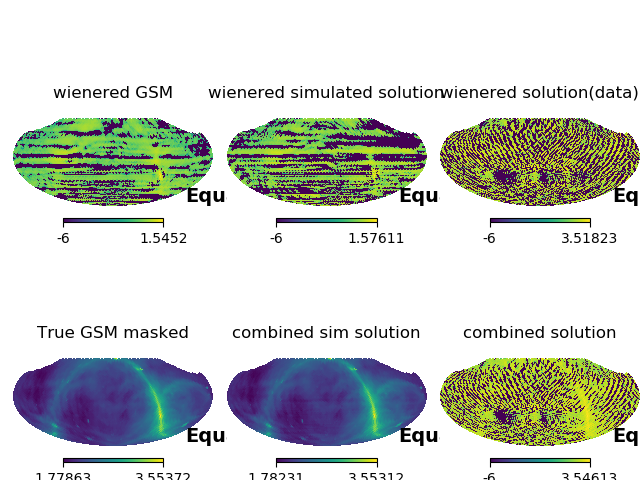 wienered GSM
wienered simulated solution
wienered solution(data)
Equ
Equ
Eq
-6 1.5452
-6 1.57611
-6 3.51823
True GSM masked
combined sim solution
combined solution
Equ
Equ
Eq
1.77863 3.55372
1.78231 3.55312
-6 3.54613